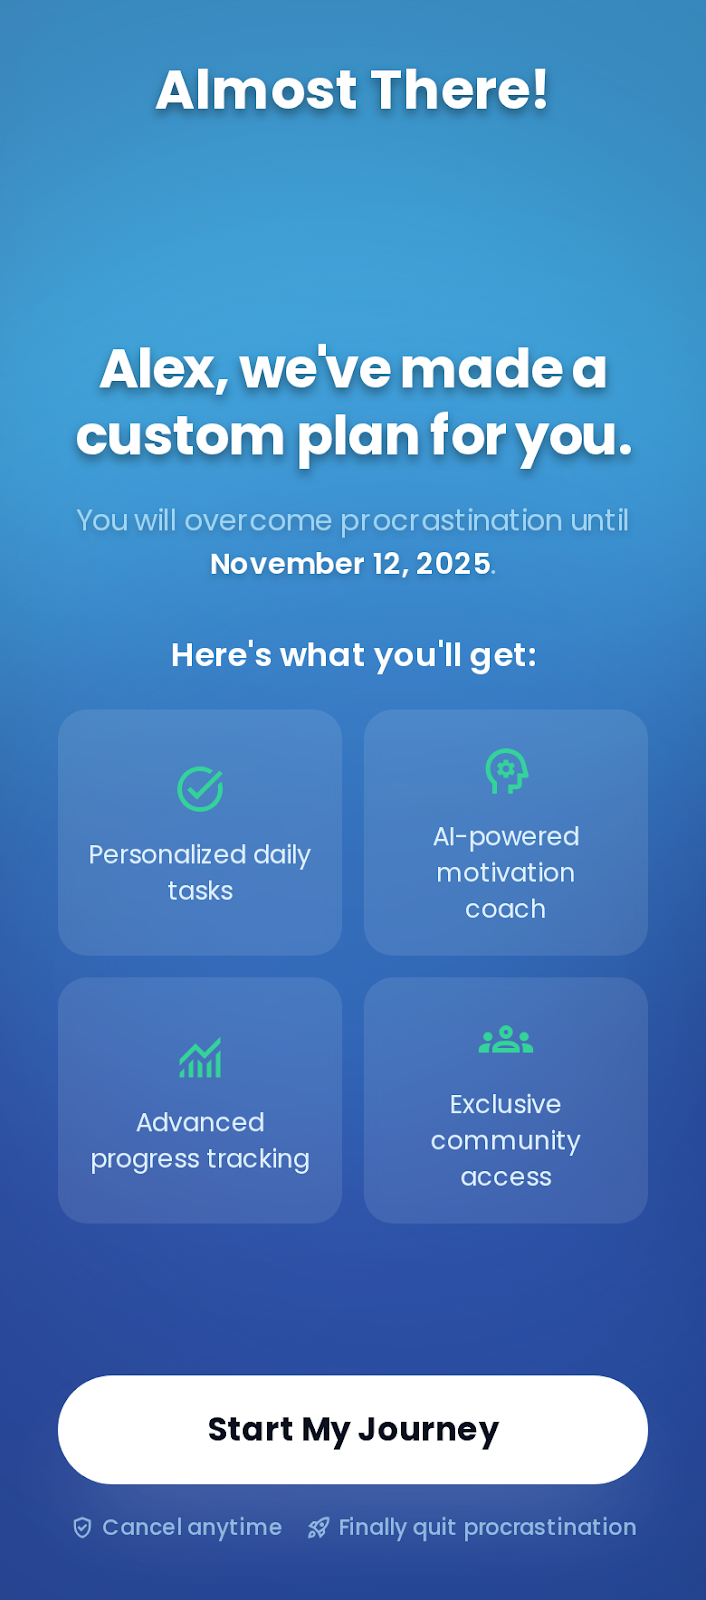 Almost There!
Alex, we've made a
custom plan for you.
You will overcome procrastination until
November 12, 2025.
Here's what you'll get:
Personalized daily
tasks
AI-powered
motivation
coach
Advanced
progress tracking
Exclusive
community
access
Start My Journey
Cancel anytime Finally quit procrastination